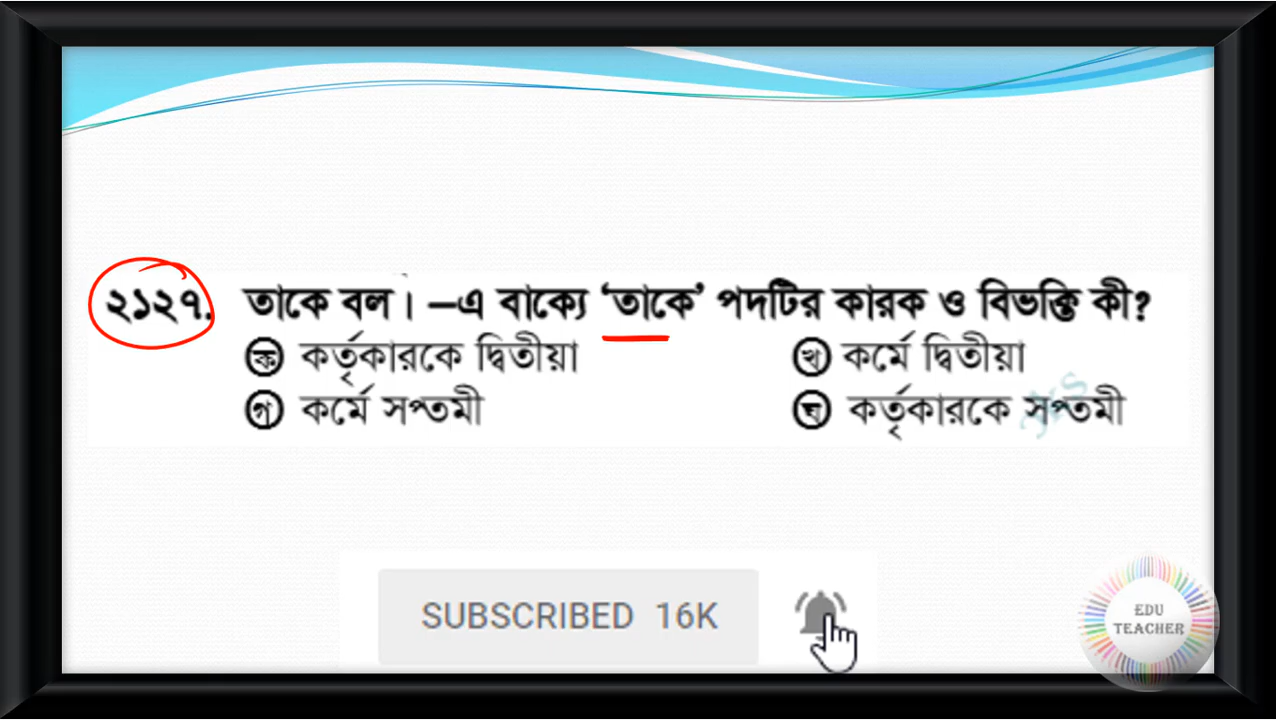 ২১২৭. তাকে বল। –এ বাক্যে ‘তাকে’ পদটির কারক ও বিভক্তি কী?
ক কর্তৃকারকে দ্বিতীয়া খ কর্মে দ্বিতীয়া
গ কর্মে সপ্তমী ঘ কর্তৃকারকে সপ্তমী
SUBSCRIBED 16K
EDU
TEACHER